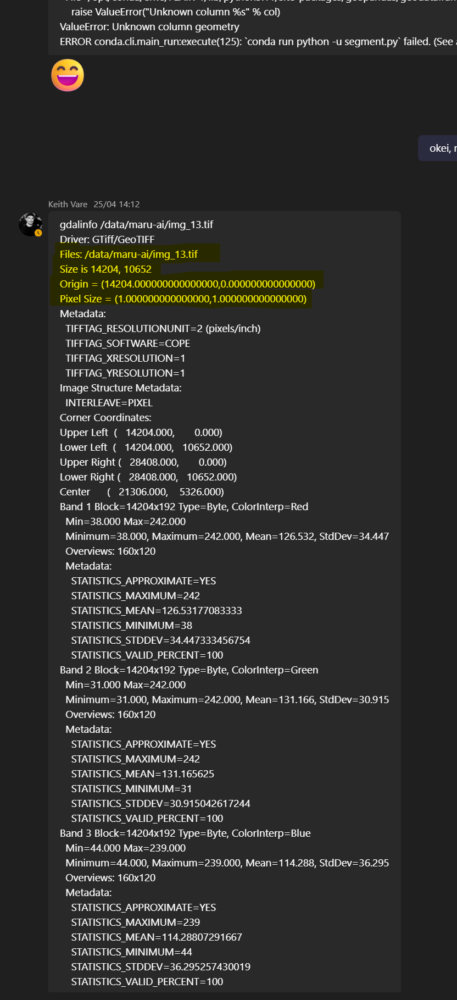 raise ValueError("Unknown column %s" % col)
ValueError: Unknown column geometry
ERROR conda.cli.main_run:execute(125): `conda run python -u segment.py` failed. (See
okei,
Keith Vare 25/04 14:12
gdalinfo /data/maru-ai/img_13.tif
Driver: GTiff/GeoTIFF
Files: /data/maru-ai/img_13.tif
Size is 14204, 10652
Origin = (14204.000000000000000,0.000000000000000)
Pixel Size = (1.000000000000000,1.000000000000000)
Metadata:
TIFFTAG_RESOLUTIONUNIT=2 (pixels/inch)
TIFFTAG_SOFTWARE=COPE
TIFFTAG_XRESOLUTION=1
TIFFTAG_YRESOLUTION=1
Image Structure Metadata:
INTERLEAVE=PIXEL
Corner Coordinates:
Upper Left ( 14204.000, 0.000)
Lower Left ( 14204.000, 10652.000)
Upper Right ( 28408.000, 0.000)
Lower Right ( 28408.000, 10652.000)
Center ( 21306.000, 5326.000)
Band 1 Block=14204x192 Type=Byte, ColorInterp=Red
Min=38.000 Max=242.000
Minimum=38.000, Maximum=242.000, Mean=126.532, StdDev=34.447
Overviews: 160x120
Metadata:
STATISTICS_APPROXIMATE=YES
STATISTICS_MAXIMUM=242
STATISTICS_MEAN=126.53177083333
STATISTICS_MINIMUM=38
STATISTICS_STDDEV=34.447333456754
STATISTICS_VALID_PERCENT=100
Band 2 Block=14204x192 Type=Byte, ColorInterp=Green
Min=31.000 Max=242.000
Minimum=31.000, Maximum=242.000, Mean=131.166, StdDev=30.915
Overviews: 160x120
Metadata:
STATISTICS_APPROXIMATE=YES
STATISTICS_MAXIMUM=242
STATISTICS_MEAN=131.165625
STATISTICS_MINIMUM=31
STATISTICS_STDDEV=30.915042617244
STATISTICS_VALID_PERCENT=100
Band 3 Block=14204x192 Type=Byte, ColorInterp=Blue
Min=44.000 Max=239.000
Minimum=44.000, Maximum=239.000, Mean=114.288, StdDev=36.295
Overviews: 160x120
Metadata:
STATISTICS_APPROXIMATE=YES
STATISTICS_MAXIMUM=239
STATISTICS_MEAN=114.28807291667
STATISTICS_MINIMUM=44
STATISTICS_STDDEV=36.295257430019
STATISTICS_VALID_PERCENT=100